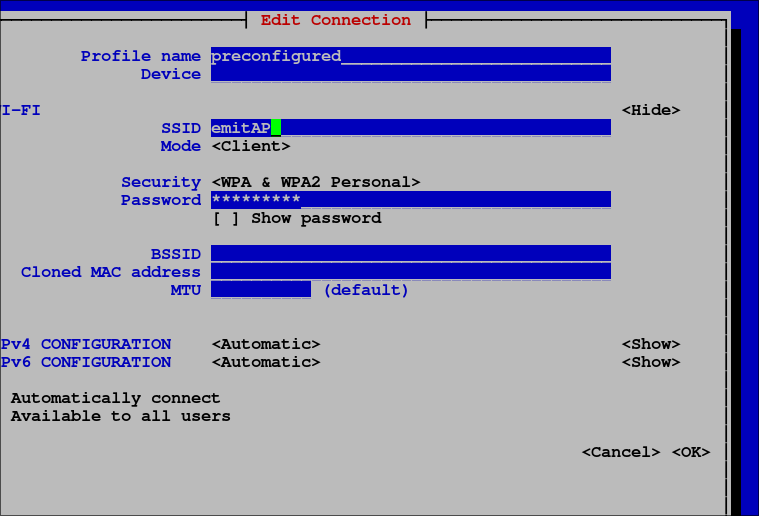 Edit Connection
Profile name preconfigured
Device
I-FI <Hide>
SSID emitAP
Mode <Client>
Security <WPA & WPA2 Personal>
Password *********
[ ] Show password
BSSID
Cloned MAC address
MTU (default)
Pv4 CONFIGURATION <Automatic> <Show>
Pv6 CONFIGURATION <Automatic> <Show>
Automatically connect
Available to all users
<Cancel> <OK>